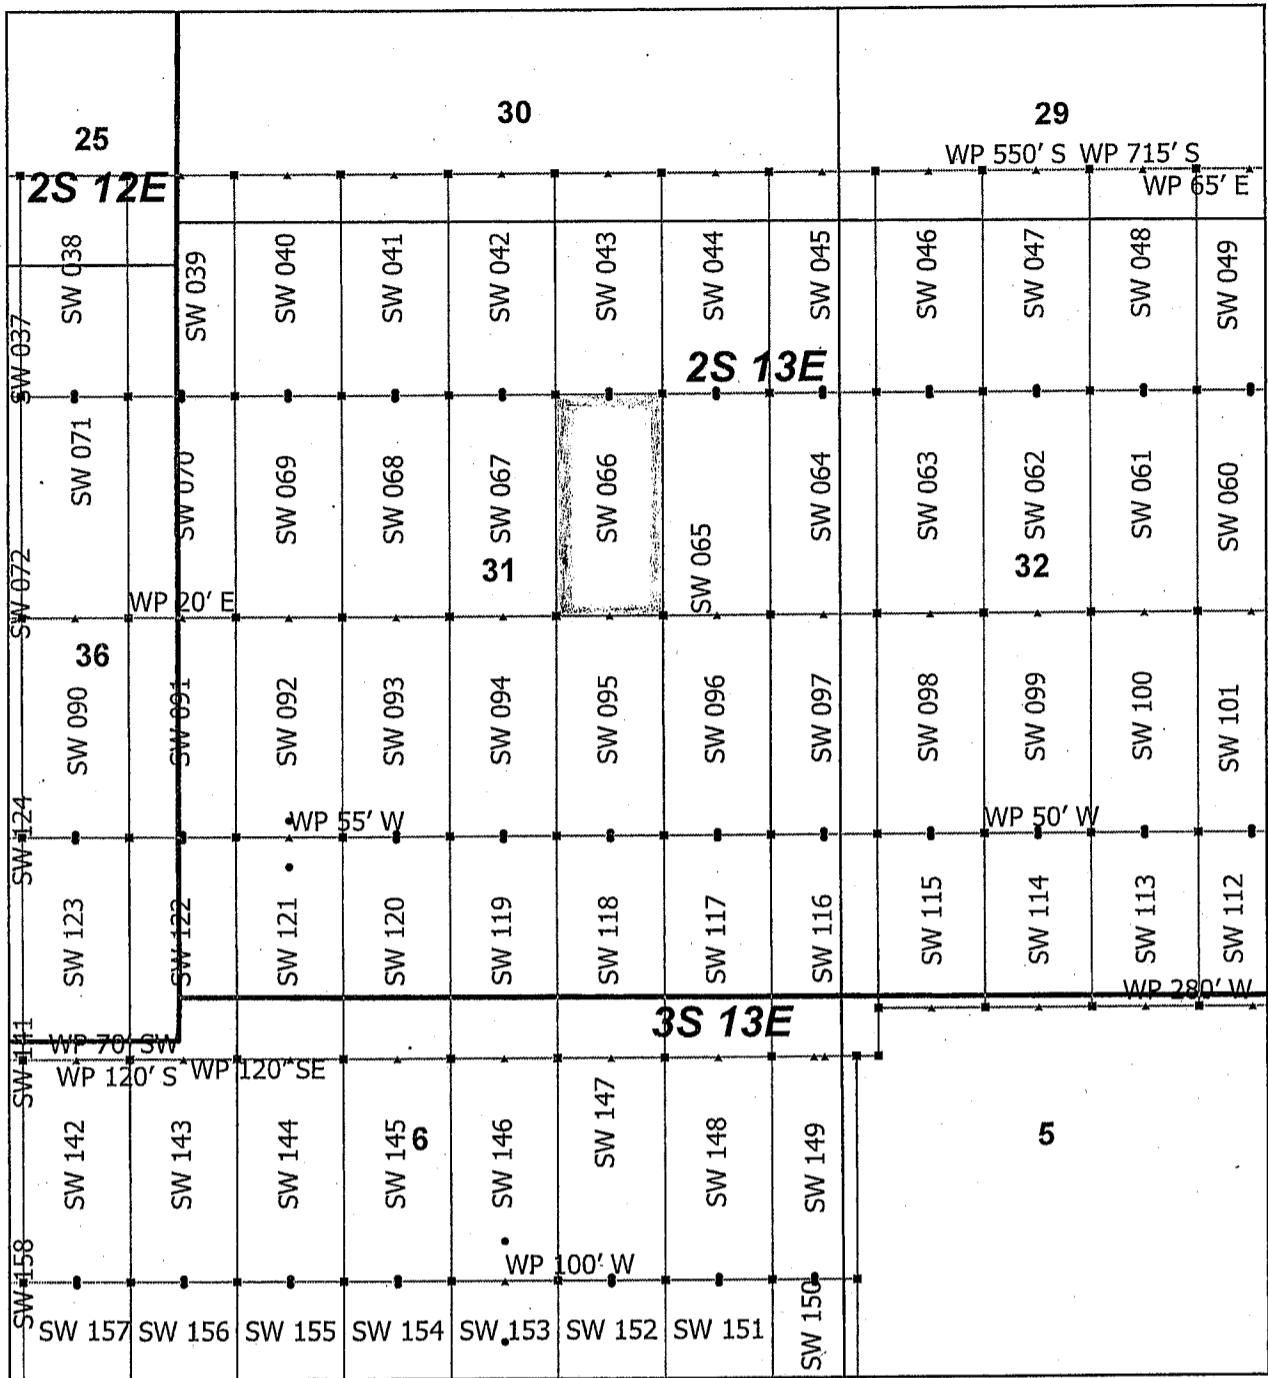 30
29
25
WP 550' S WP 715' S
2S 12E
WP 65' E
SW 037
SW 038
SW 039
SW 040
SW 041
SW 042
SW 043
SW 044
SW 045
SW 046
SW 047
SW 048
SW 049
2S 13E
SW 072
SW 071
SW 070
SW 069
SW 068
SW 067
SW 066
SW 065
SW 064
SW 063
SW 062
SW 061
SW 060
31
32
WP 20' E
36
SW 124
SW 090
SW 091
SW 092
SW 093
SW 094
SW 095
SW 096
SW 097
SW 098
SW 099
SW 100
SW 101
WP 55' W
WP 50' W
SW 123
SW 122
SW 121
SW 120
SW 119
SW 118
SW 117
SW 116
SW 115
SW 114
SW 113
SW 112
WP 280' W
3S 13E
SW 141
WP 70' SW
WP 120' S
WP 120' SE
SW 142
SW 143
SW 144
SW 145
6
SW 146
SW 147
SW 148
SW 149
5
SW 158
WP 100' W
SW 157
SW 156
SW 155
SW 154
SW 153
SW 152
SW 151
SW 150